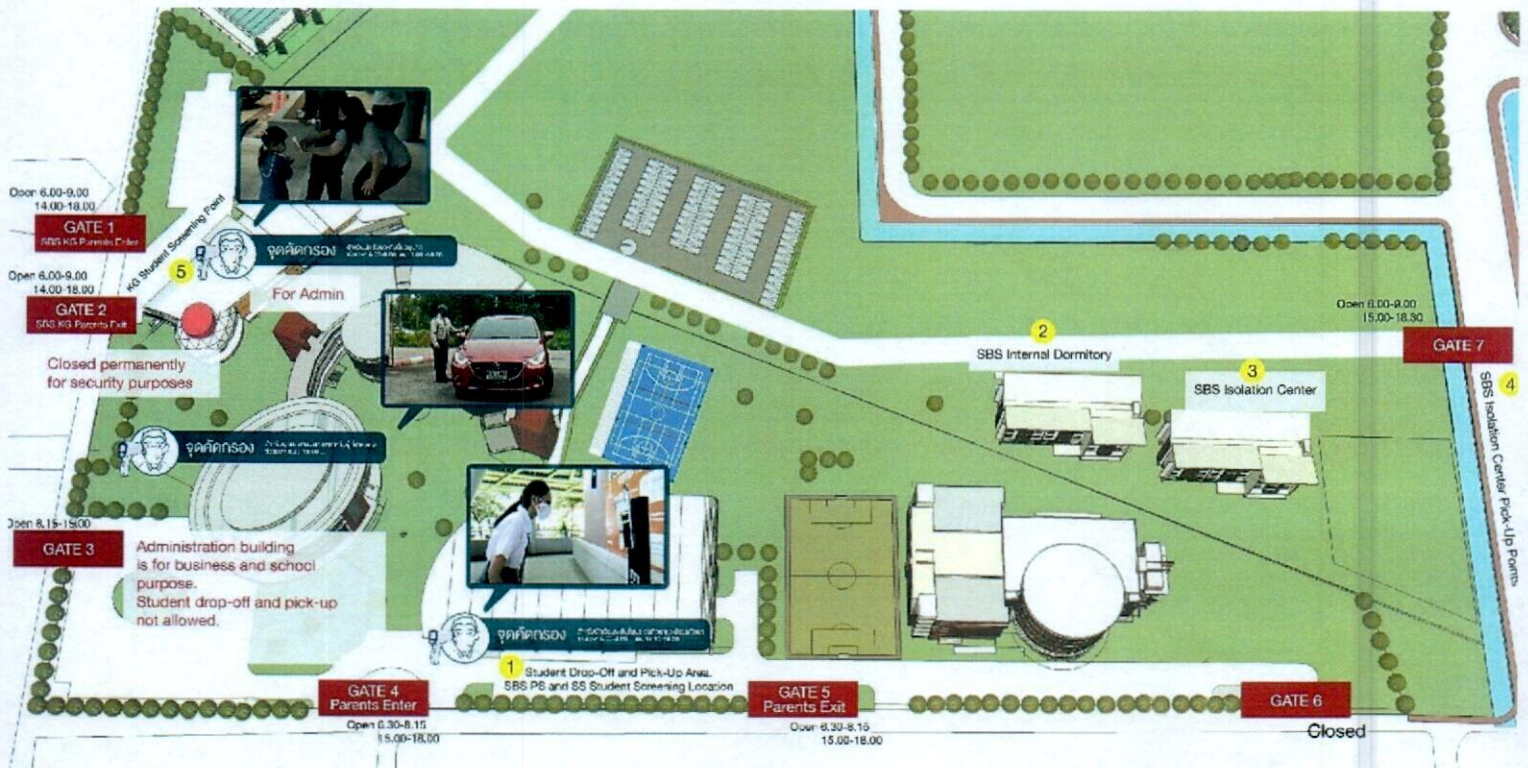 Open 6.00-9.00
14.00-18.00
GATE 1
SBS KG Parents Enter
KG Student Screening Point
5
จุดคัดกรอง
For Admin
Open 6.00-9.00
14.00-18.00
GATE 2
SBS KG Parents Exit
Closed permanently
for security purposes
จุดคัดกรอง
Open 8.15-15.00
GATE 3
Administration building
is for business and school
purpose.
Student drop-off and pick-up
not allowed.
จุดคัดกรอง
1
Student Drop-Off and Pick-Up Area.
SBS PS and SS Student Screening Location
GATE 4
Parents Enter
Open 6.30-8.15
15.00-18.00
GATE 5
Parents Exit
Open 6.30-8.15
15.00-18.00
GATE 6
Closed
2
SBS Internal Dormitory
3
SBS Isolation Center
Open 6.00-9.00
15.00-18.30
GATE 7
4
SBS Isolation Center Pick-Up Points